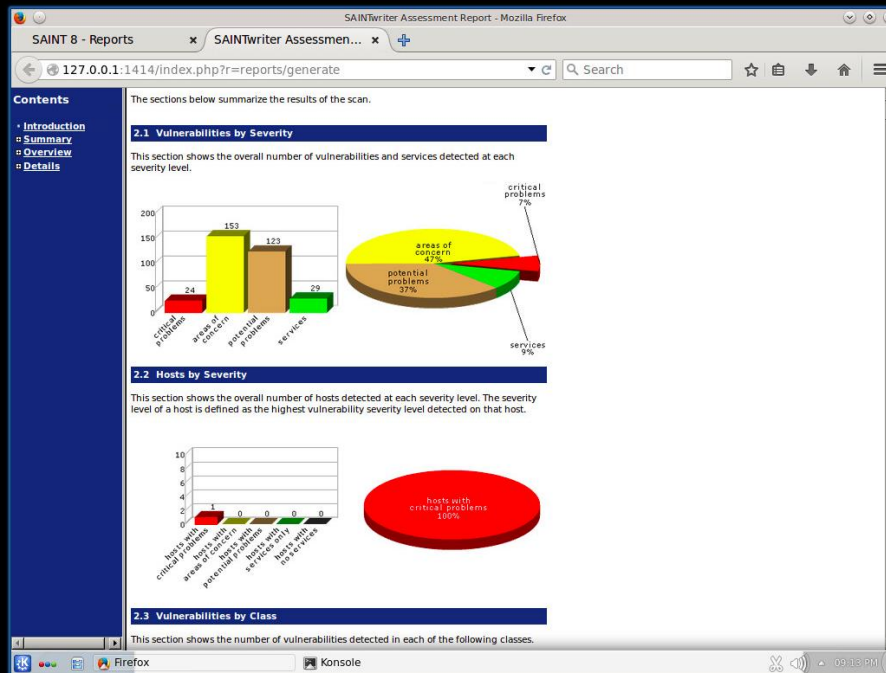 SAINTwriter Assessment Report - Mozilla Firefox
SAINT 8 - Reports
SAINTwriter Assessmen...
127.0.0.1:1414/index.php?r=reports/generate
Search
Contents
Introduction
Summary
Overview
Details
The sections below summarize the results of the scan.
2.1 Vulnerabilities by Severity
This section shows the overall number of vulnerabilities and services detected at each
severity level.
200
150
100
50
0
24
153
123
29
critical
problems
areas of
concern
potential
problems
services
critical
problems
7%
areas of
concern
47%
potential
problems
37%
services
9%
2.2 Hosts by Severity
This section shows the overall number of hosts detected at each severity level. The severity
level of a host is defined as the highest vulnerability severity level detected on that host.
10
8
6
4
2
0
1
0
0
0
0
hosts with
critical problems
hosts with
areas of concern
hosts with
potential problems
hosts with
services only
hosts with
no services
hosts with
critical problems
100%
2.3 Vulnerabilities by Class
This section shows the number of vulnerabilities detected in each of the following classes.
Firefox
Konsole
09:13 PM